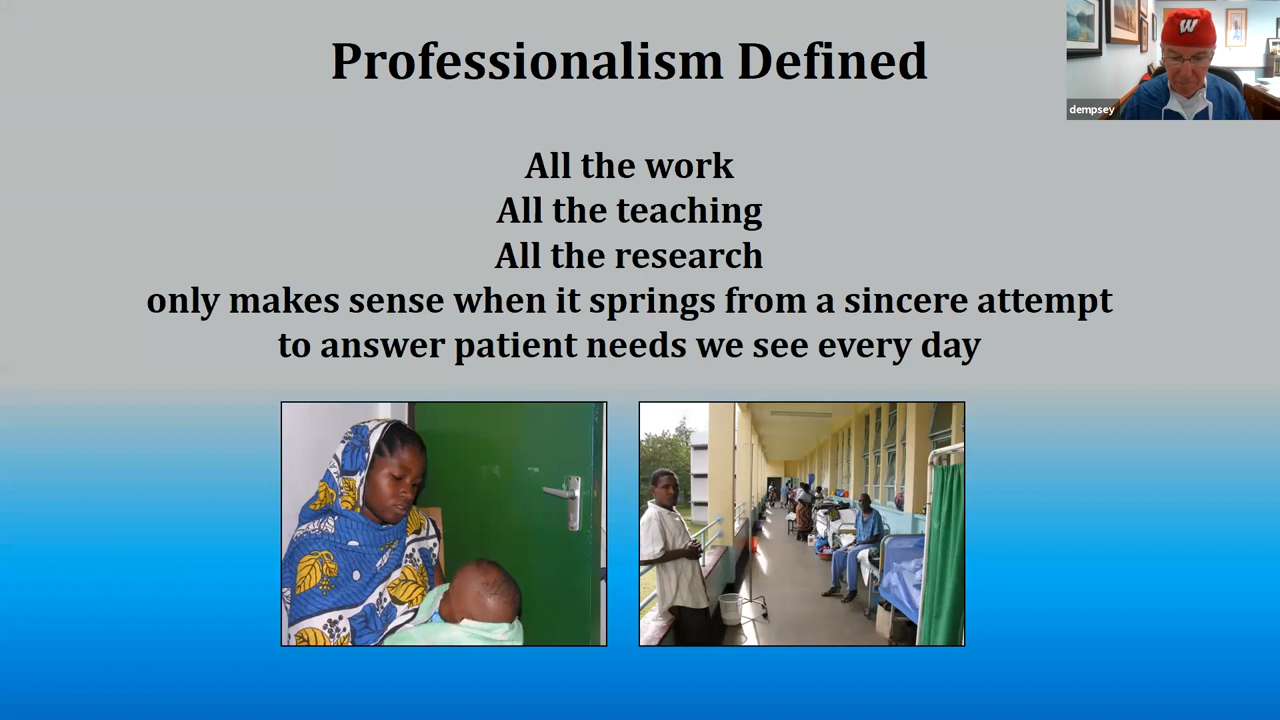 Professionalism Defined
W
dempsey
All the work
All the teaching
All the research
only makes sense when it springs from a sincere attempt
to answer patient needs we see every day